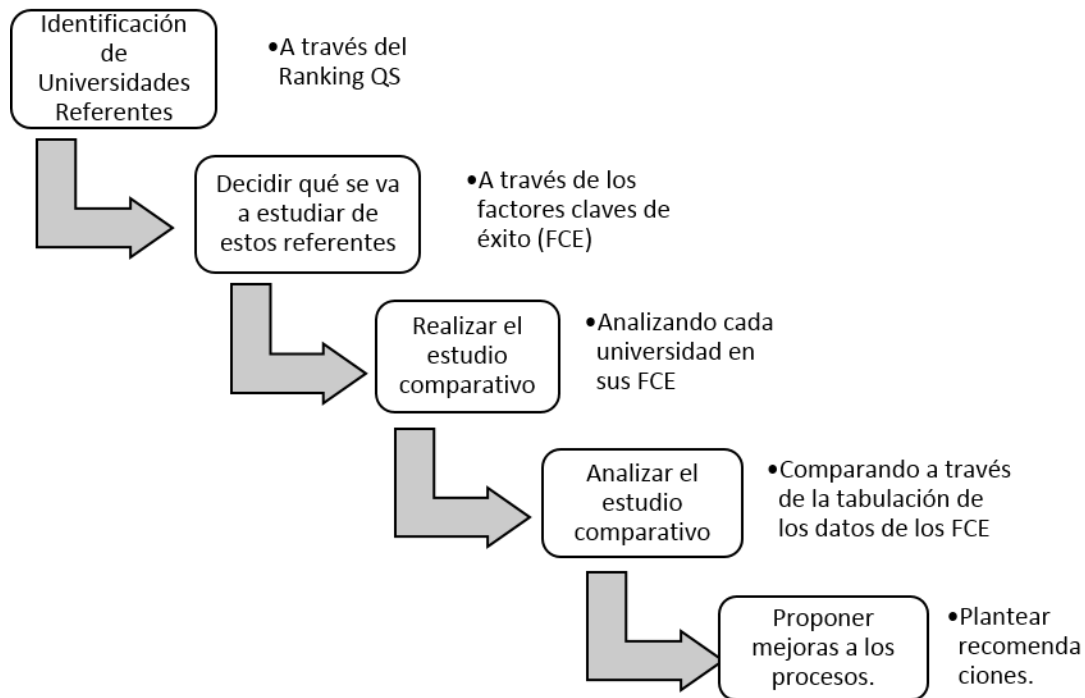 Identificación
de
Universidades
Referentes
•A través del
Ranking QS
Decidir qué se va
a estudiar de
estos referentes
•A través de los
factores claves de
éxito (FCE)
Realizar el
estudio
comparativo
•Analizando cada
universidad en
sus FCE
Analizar el
estudio
comparativo
•Comparando a través
de la tabulación de
los datos de los FCE
Proponer
mejoras a los
procesos.
•Plantear
recomenda
ciones.